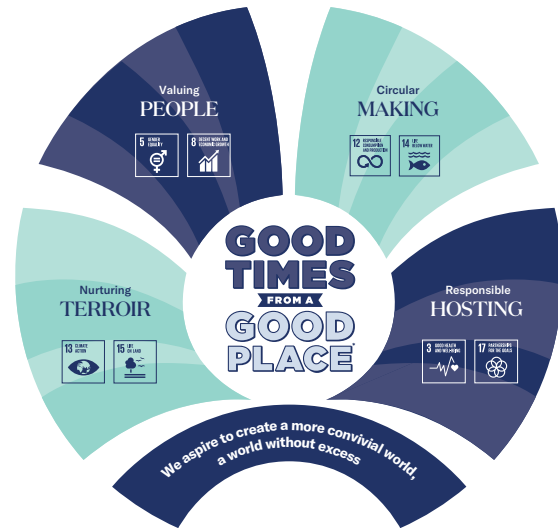 Valuing
PEOPLE
5 GENDER
EQUALITY
8 DECENT WORK AND
ECONOMIC GROWTH
Circular
MAKING
12 RESPONSIBLE
CONSUMPTION
AND PRODUCTION
14 LIFE
BELOW WATER
Nurturing
TERROIR
13 CLIMATE
ACTION
15 LIFE
ON LAND
GOOD
TIMES
FROM A
GOOD
PLACE
Responsible
HOSTING
3 GOOD HEALTH
AND WELL-BEING
17 PARTNERSHIPS
FOR THE GOALS
We aspire to create a more convivial world,
a world without excess